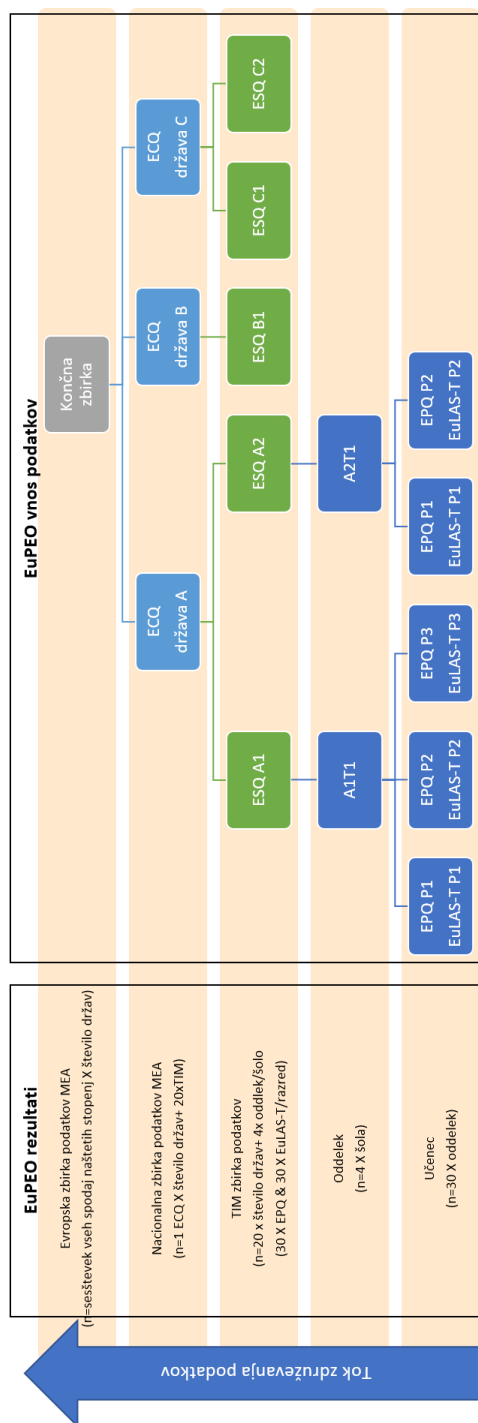 EuPEO rezultati
EuPEO vnos podatkov
Tok združevanja podatkov
Evropska zbirka podatkov MEA
(n=sesštevek vseh spodaj naštetih stopenj X število držav)
Končna
zbirka
Nacionalna zbirka podatkov MEA
(n=1 ECQ X število držav+ 20xTIM)
ECQ
država A
ECQ
država B
ECQ
država C
TIM zbirka podatkov
(n=20 x število držav+ 4x oddlek/šolo
(30 X EPQ & 30 X EuLAS-T/razred)
ESQ A1
ESQ A2
ESQ B1
ESQ C1
ESQ C2
Oddelek
(n=4 X šola)
A1T1
A2T1
Učenec
(n=30 X oddelek)
EPQ P1
EuLAS-T P1
EPQ P2
EuLAS-T P2
EPQ P3
EuLAS-T P3
EPQ P1
EuLAS-T P1
EPQ P2
EuLAS-T P2